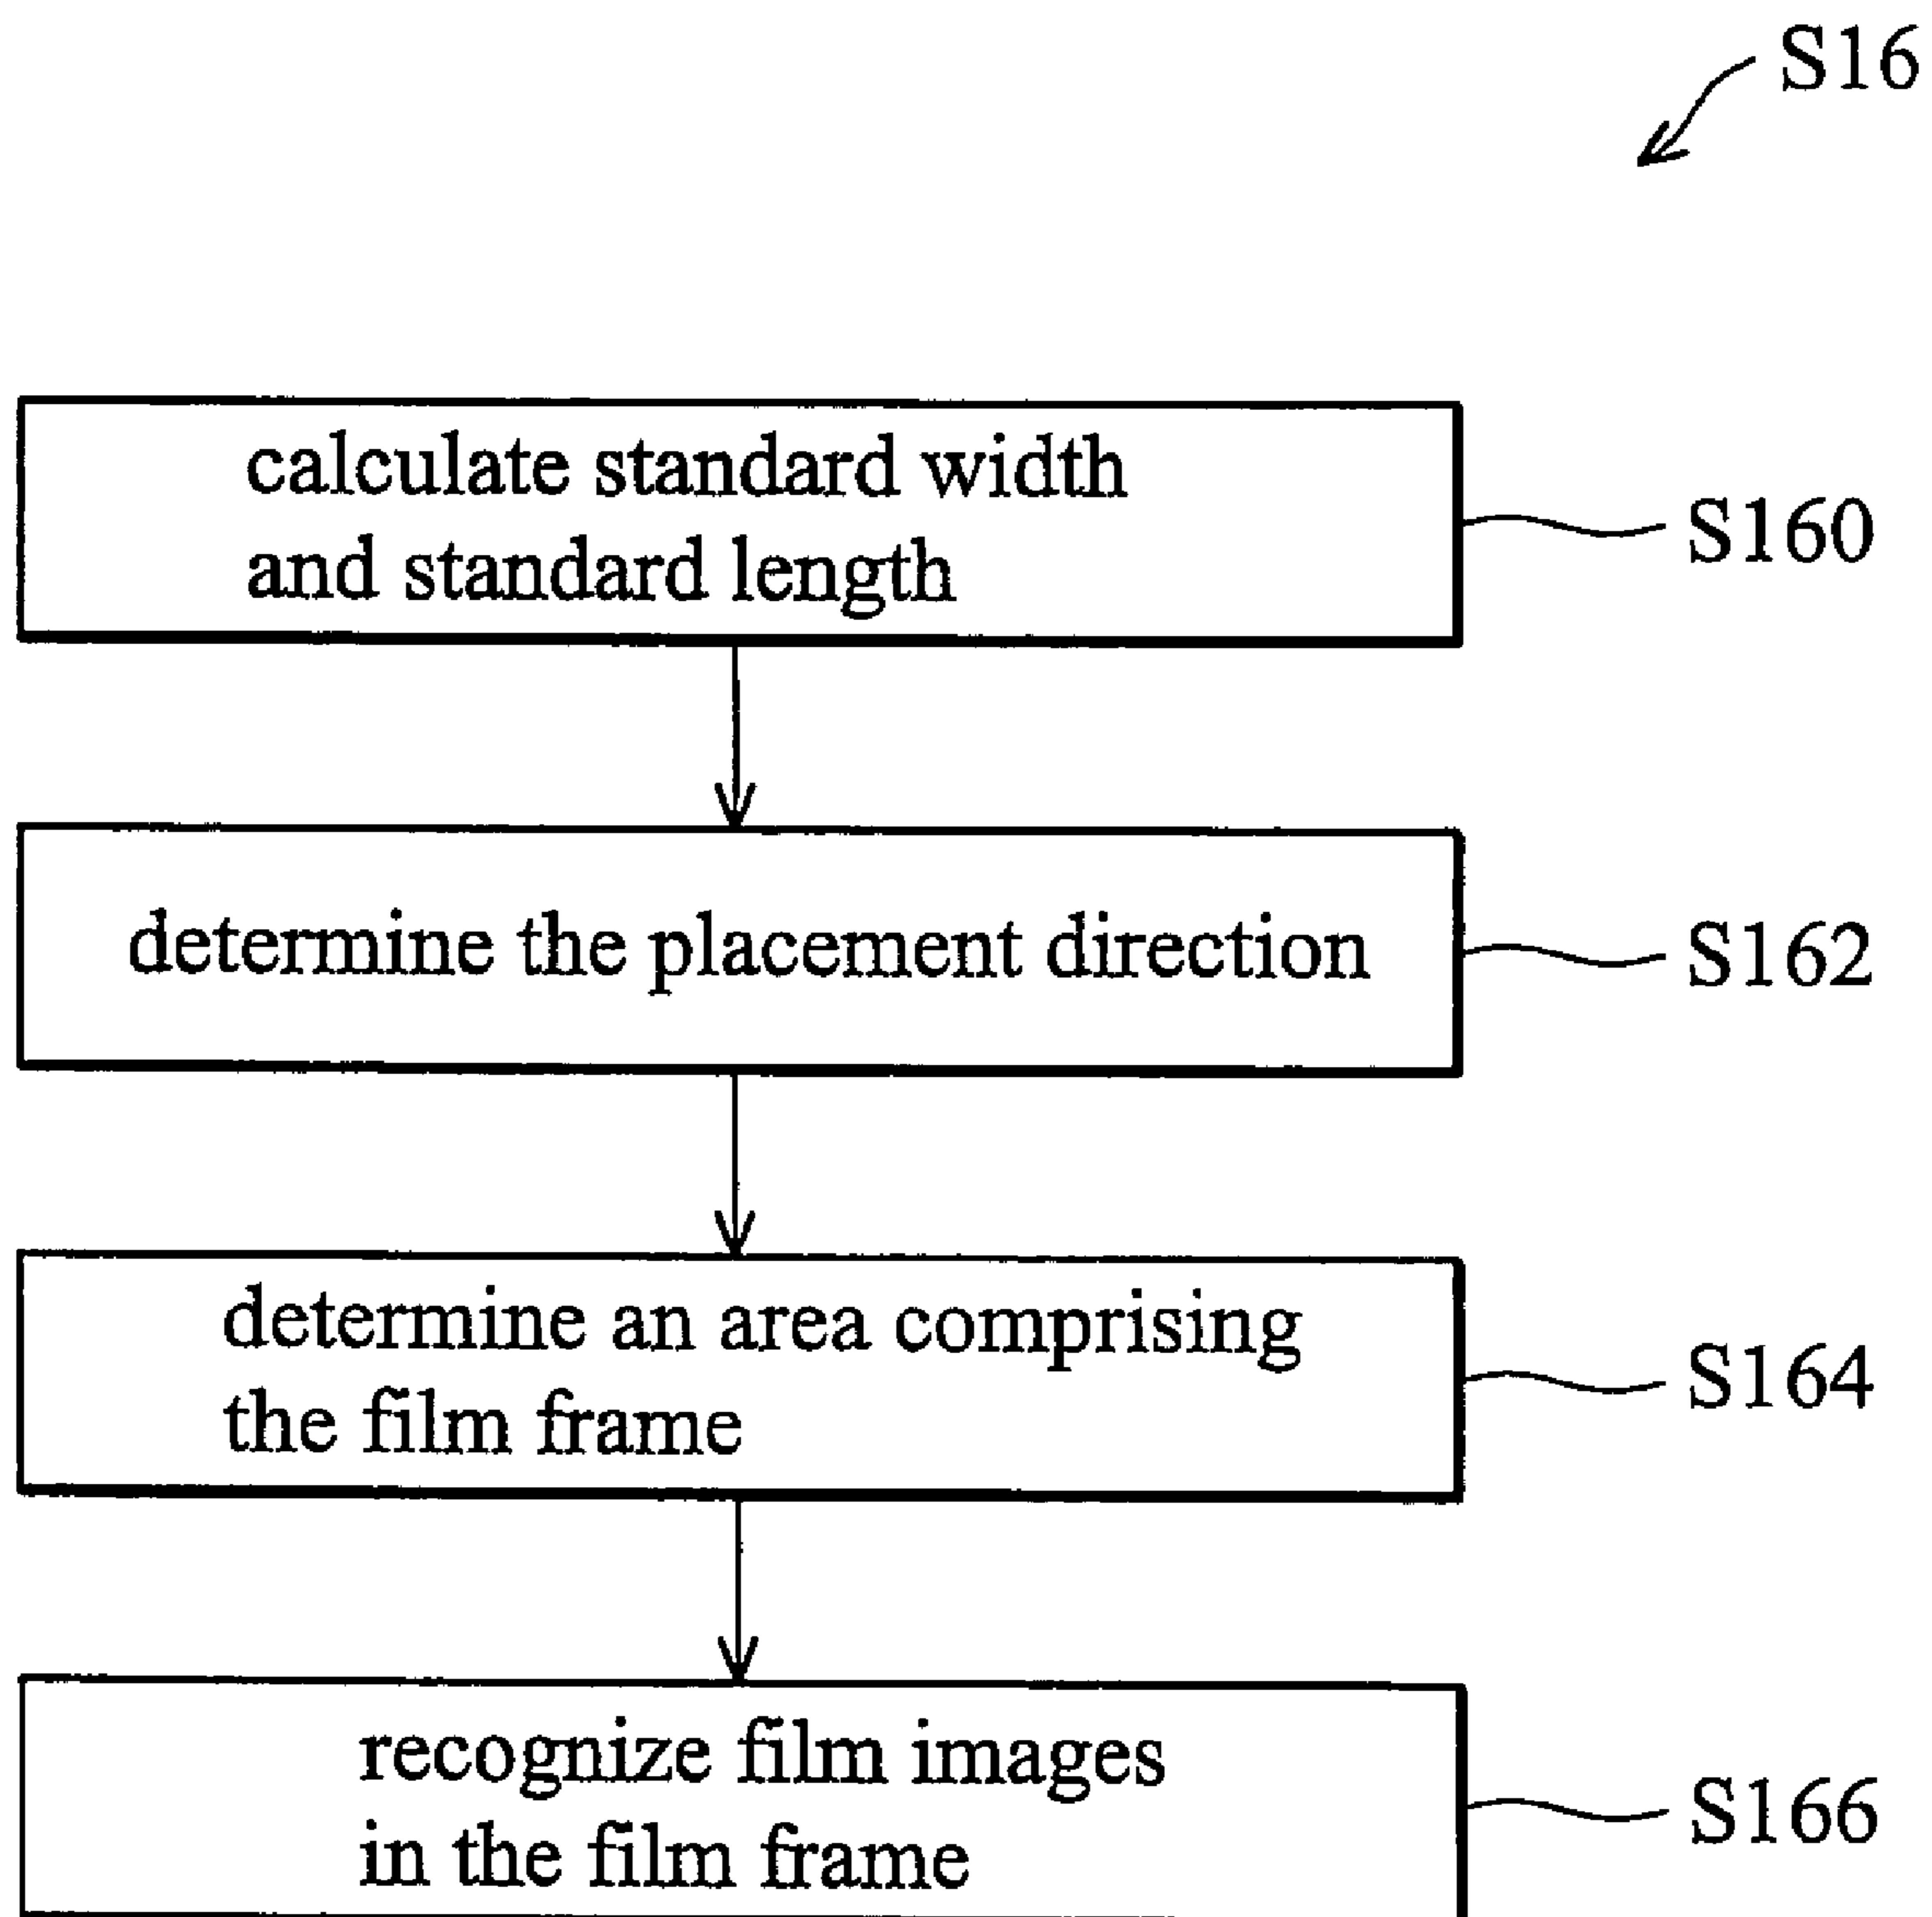 S16
calculate standard width
and standard length
S160
determine the placement direction
S162
determine an area comprising
the film frame
S164
recognize film images
in the film frame
S166